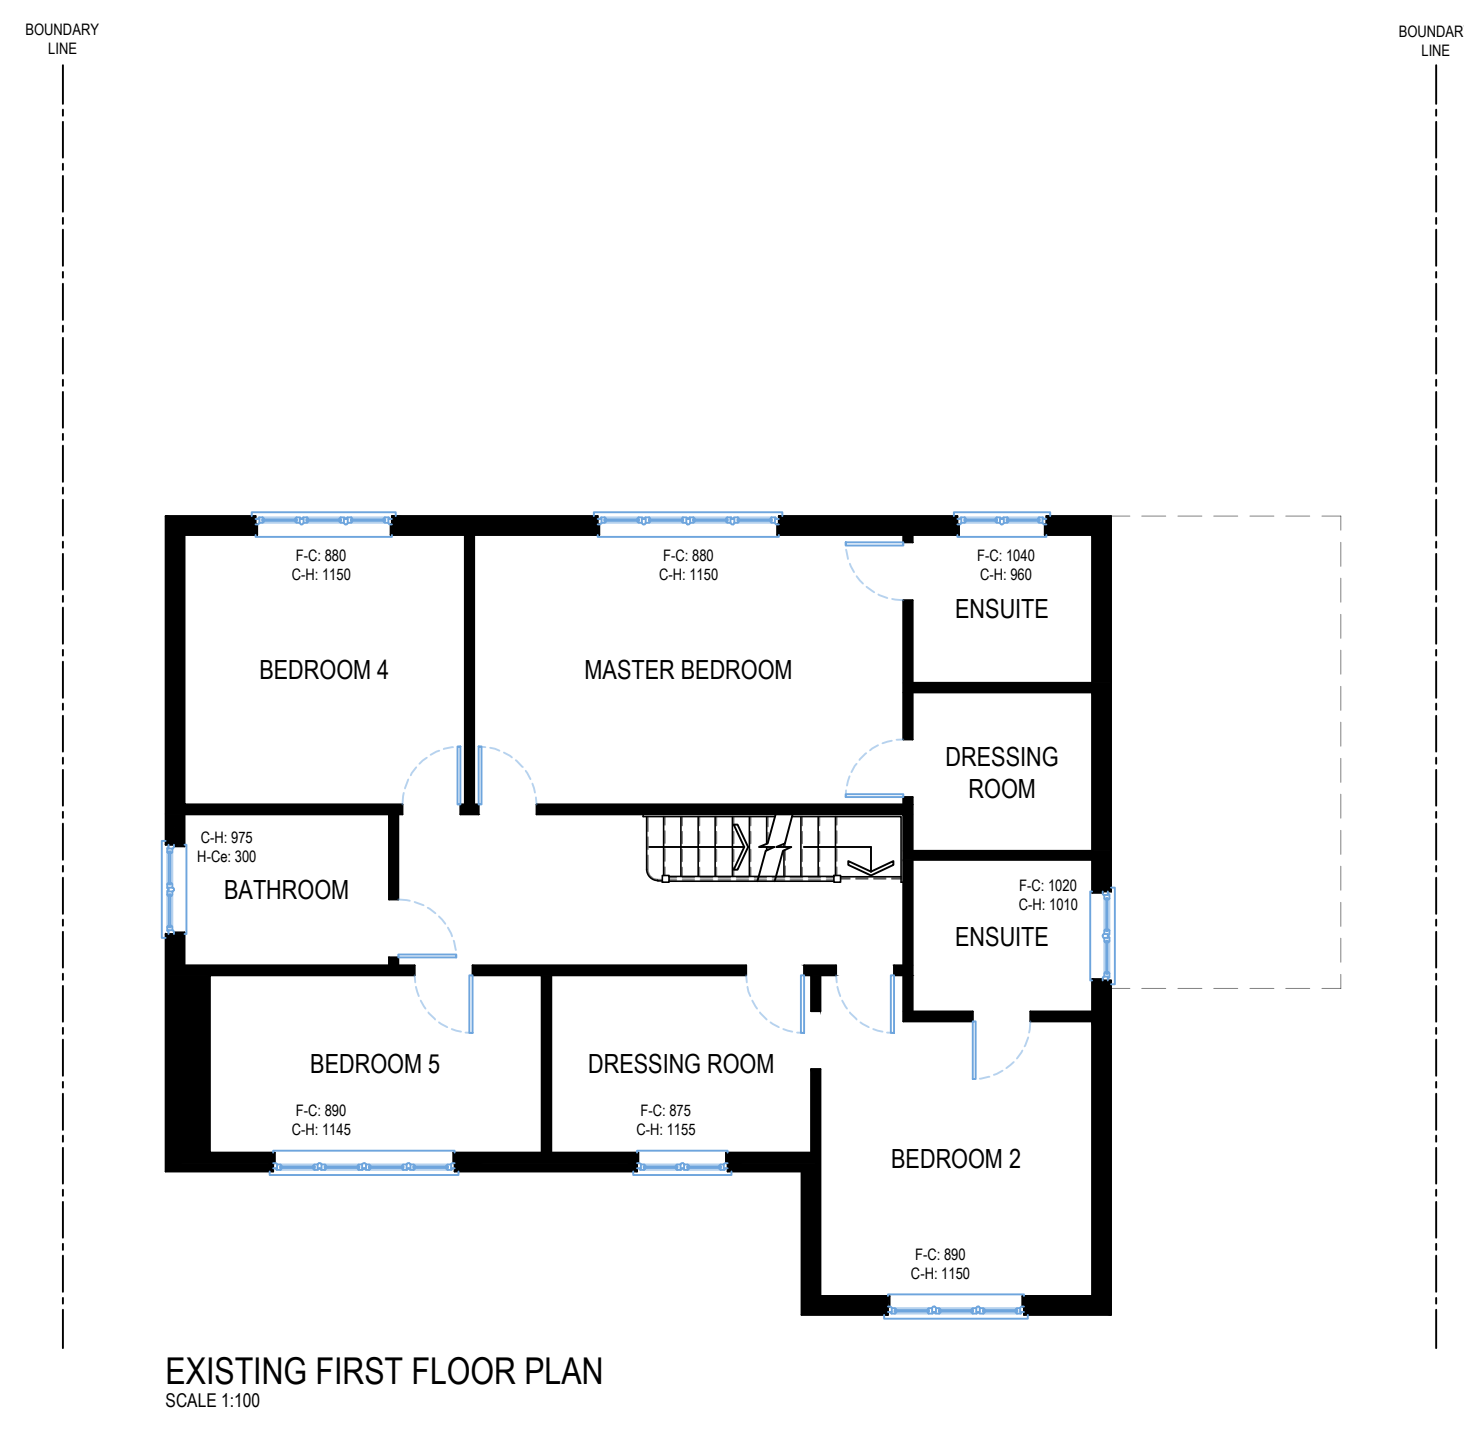 BOUNDARY
LINE
BOUNDAR
LINE
F-C: 880
C-H: 1150
F-C: 880
C-H: 1150
F-C: 1040
C-H: 960
ENSUITE
BEDROOM 4
MASTER BEDROOM
DRESSING
ROOM
C-H: 975
H-Ce: 300
BATHROOM
F-C: 1020
C-H: 1010
ENSUITE
BEDROOM 5
F-C: 890
C-H: 1145
DRESSING ROOM
F-C: 875
C-H: 1155
BEDROOM 2
F-C: 890
C-H: 1150
EXISTING FIRST FLOOR PLAN
SCALE 1:100